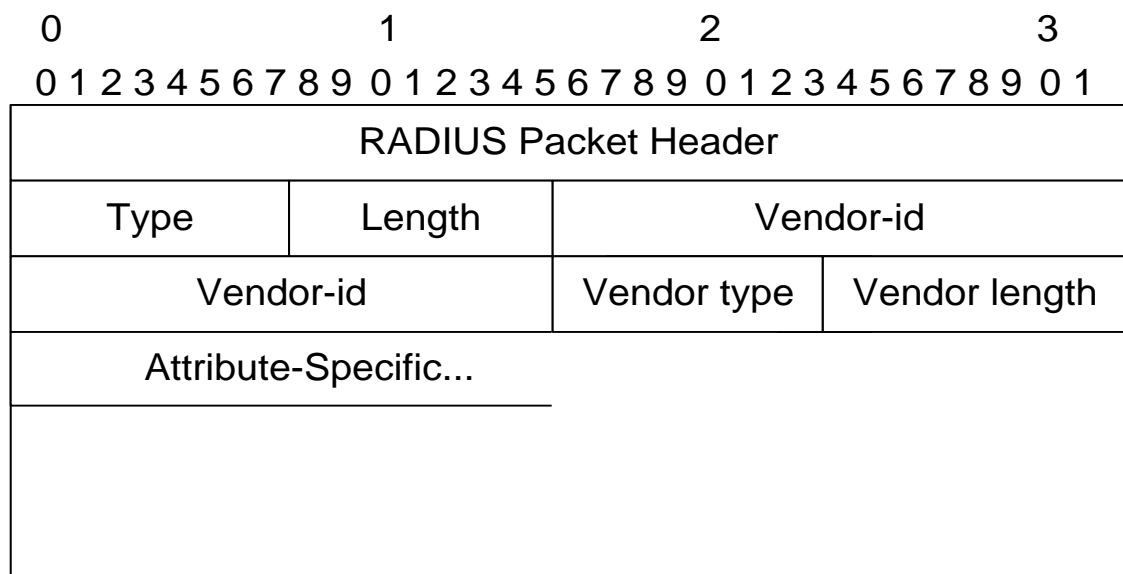 0 1 2 3
0 1 2 3 4 5 6 7 8 9 0 1 2 3 4 5 6 7 8 9 0 1 2 3 4 5 6 7 8 9 0 1
RADIUS Packet Header
Type Length Vendor-id
Vendor-id Vendor type Vendor length
Attribute-Specific...